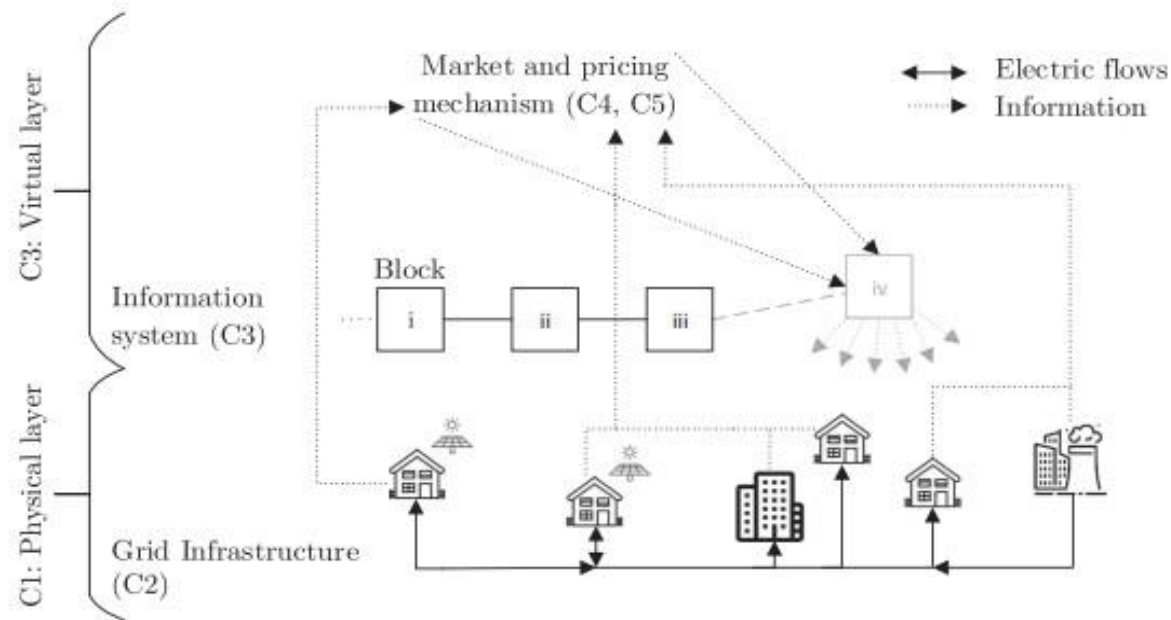 C3: Virtual layer
Market and pricing
mechanism (C4, C5)
Electric flows
Information
Block
Information
system (C3)
i
ii
iii
iv
C1: Physical layer
Grid Infrastructure
(C2)